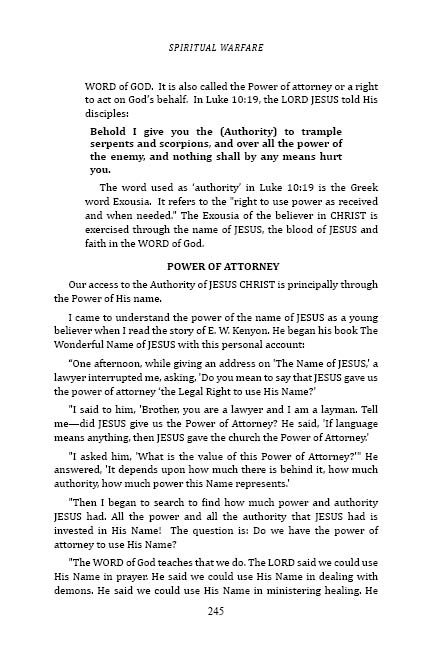 SPIRITUAL WARFARE
WORD of GOD.  It is also called the Power of attorney or a right
to act on God's behalf.  In Luke 10:19, the LORD JESUS told His
disciples:
Behold I give you the (Authority) to trample
serpents and scorpions, and over all the power of
the enemy, and nothing shall by any means hurt
you.
The word used as ‘authority’ in Luke 10:19 is the Greek
word Exousia.  It refers to the "right to use power as received
and when needed." The Exousia of the believer in CHRIST is
exercised through the name of JESUS, the blood of JESUS and
faith in the WORD of God.
POWER OF ATTORNEY
Our access to the Authority of JESUS CHRIST is principally through
the Power of His name.
I came to understand the power of the name of JESUS as a young
believer when I read the story of E. W. Kenyon. He began his book The
Wonderful Name of JESUS with this personal account:
“One afternoon, while giving an address on 'The Name of JESUS,' a
lawyer interrupted me, asking, 'Do you mean to say that JESUS gave us
the power of attorney ‘the Legal Right to use His Name?'
"I said to him, 'Brother, you are a lawyer and I am a layman. Tell
me—did JESUS give us the Power of Attorney? He said, 'If language
means anything, then JESUS gave the church the Power of Attorney.'
"I asked him, 'What is the value of this Power of Attorney?'" He
answered, 'It depends upon how much there is behind it, how much
authority, how much power this Name represents.'
"Then I began to search to find how much power and authority
JESUS had. All the power and all the authority that JESUS had is
invested in His Name!  The question is: Do we have the power of
attorney to use His Name?
"The WORD of God teaches that we do. The LORD said we could use
His Name in prayer. He said we could use His Name in dealing with
demons. He said we could use His Name in ministering healing. He
245